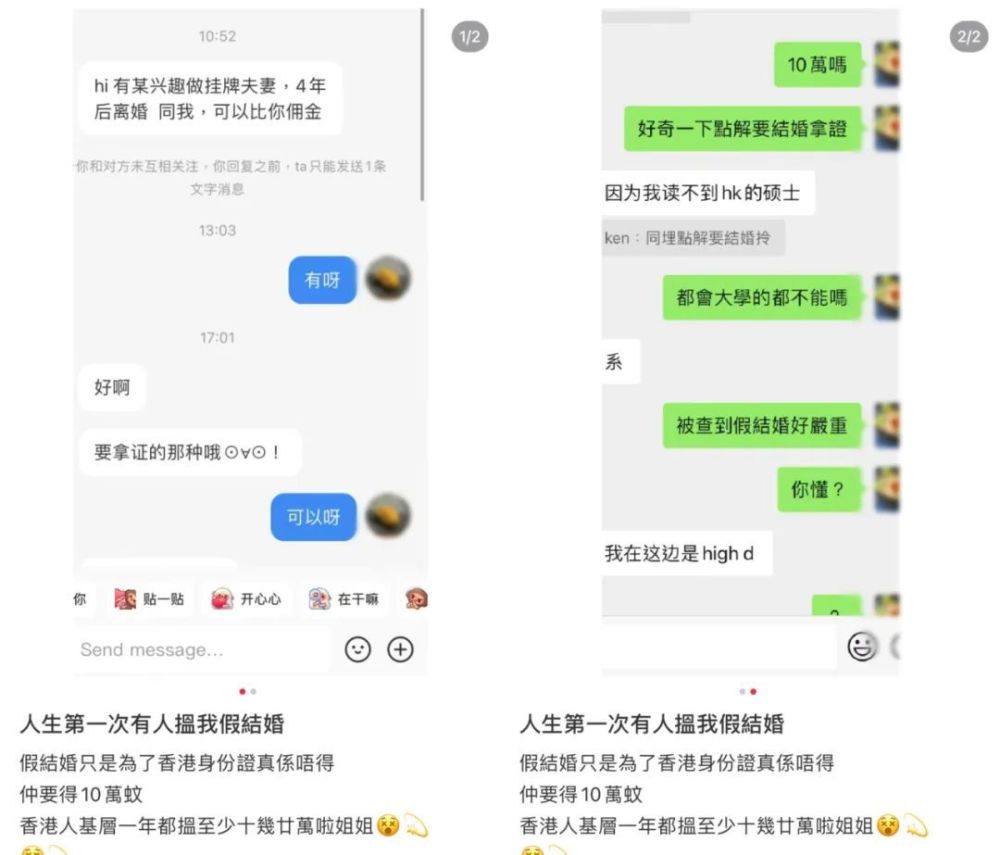 10:52
1/2
hi 有某兴趣做挂牌夫妻，4年
后离婚 同我，可以比你佣金
你和对方未互相关注，你回复之前，ta只能发送1条
文字消息
13:03
有呀
17:01
好啊
要拿证的那种哦⊙∀⊙！
可以呀
你
贴一贴
开心心
在干嘛
Send message...
人生第一次有人搵我假結婚
假結婚只是為了香港身份證真係唔得
仲要得10萬蚊
香港人基層一年都搵至少十幾廿萬啦姐姐😵💫
2/2
10萬嗎
好奇一下點解要結婚拿證
因为我读不到hk的硕士
ken：同埋點解要結婚拎
都會大學的都不能嗎
系
被查到假結婚好嚴重
你懂？
我在这边是high d
人生第一次有人搵我假結婚
假結婚只是為了香港身份證真係唔得
仲要得10萬蚊
香港人基層一年都搵至少十幾廿萬啦姐姐😵💫